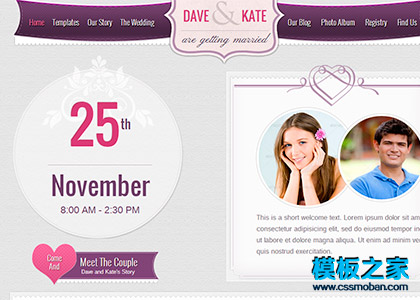 Home Templates Our Story The Wedding
DAVE & KATE
are getting married
Our Blog Photo Album Registry Find Us
25th
November
8:00 AM - 2:30 PM
Come
And
Meet The Couple
Dave and Kate's Story
This is a short welcome text. Lorem ipsum dolor sit am
consectetur adipisicing elit, sed do eiusmod tempor in
ut labore et dolore magna aliqua. Ut enim ad minim
quis nostrud exercitation.
模板之家
www.cssmoban.com